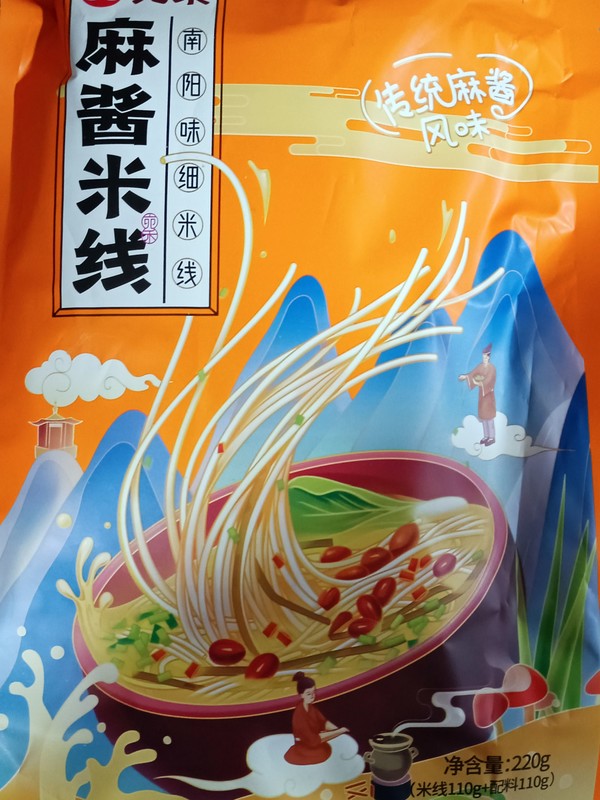 麻酱米线
南阳味细米线
传统麻酱
风味
净含量:220g
(米线110g+配料110g)